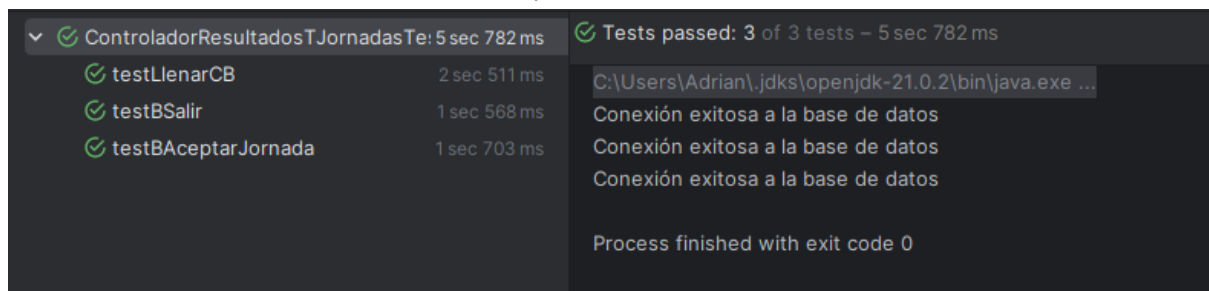 ControladorResultadosTJornadasTe: 5 sec 782 ms
testLlenarCB 2 sec 511 ms
testBSalir 1 sec 568 ms
testBAceptarJornada 1 sec 703 ms
Tests passed: 3 of 3 tests – 5 sec 782 ms
C:\Users\Adrian\.jdks\openjdk-21.0.2\bin\java.exe ...
Conexión exitosa a la base de datos
Conexión exitosa a la base de datos
Conexión exitosa a la base de datos
Process finished with exit code 0